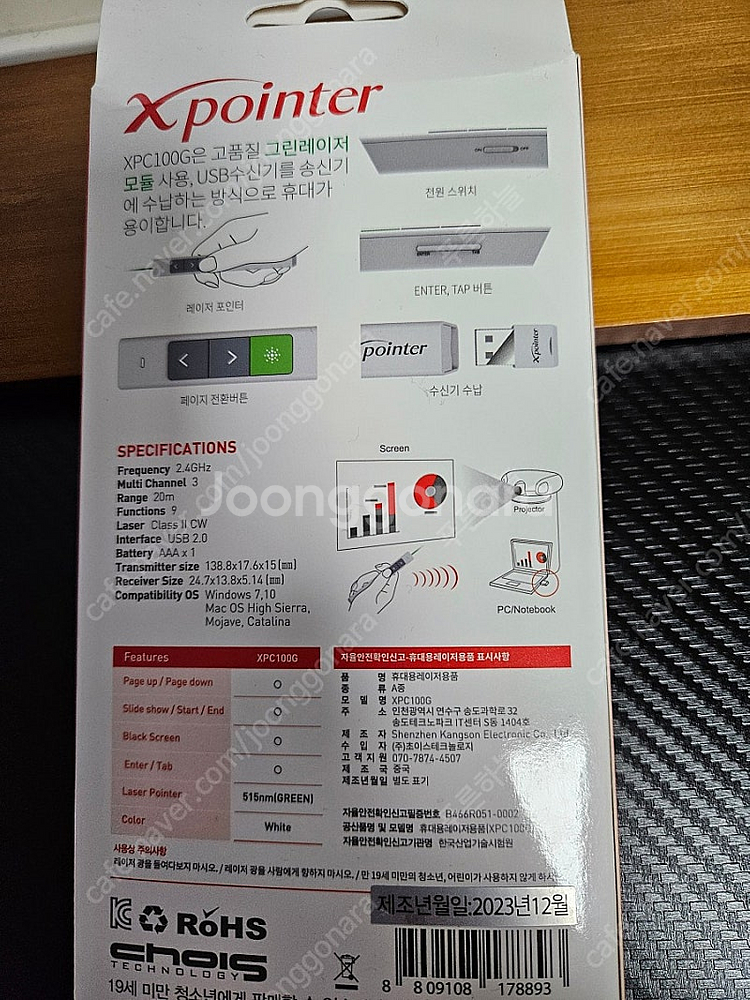 Xpointer
XPC100G은 고품질 그린레이저
모듈 사용, USB수신기를 송신기
에 수납하는 방식으로 휴대가
용이합니다.
ON OFF
전원 스위치
레이저 포인터
ENTER TAB
ENTER, TAP 버튼
페이지 전환버튼
pointer
Xpointer
수신기 수납
SPECIFICATIONS
Frequency 2.4GHz
Multi Channel 3
Range 20m
Functions 9
Laser Class II CW
Interface USB 2.0
Battery AAA x 1
Transmitter size 138.8x17.6x15(㎜)
Receiver Size 24.7x13.8x5.14(㎜)
Compatibility OS Windows 7,10
Mac OS High Sierra,
Mojave, Catalina
Screen
Projector
PC/Notebook
Features XPC100G
Page up / Page down ○
Slide show / Start / End ○
Black Screen ○
Enter / Tab ○
Laser Pointer 515nm(GREEN)
Color White
자율안전확인신고-휴대용레이저용품 표시사항
품 명 휴대용레이저용품
종 류 A종
모 델 명 XPC100G
주 소 인천광역시 연수구 송도과학로 32
송도테크노파크 IT센터 S동 1404호
제 조 자 Shenzhen Kangson Electronic Co., Ltd
수 입 자 (주)초이스테크놀로지
고 객 지 원 070-7874-4507
제 조 국 중국
제조년월일 별도 표기
자율안전확인신고필증번호 B466R051-0002
공산품명 및 모델명 휴대용레이저용품(XPC100
자율안전확인신고기관명 한국산업기술시험원
사용상 주의사항
레이저 광을 들여다보지 마시오. / 레이저 광을 사람에게 향하지 마시오. / 만 19세 미만의 청소년, 어린이가 사용하지 않게 하시
제조년월일:2023년12월
RoHS
chois
TECHNOLOGY
8 809108 178893
19세 미만 청소년에게 판매할 수
Joonggonara
cafe.naver.com/joonggonara
푸른하늘